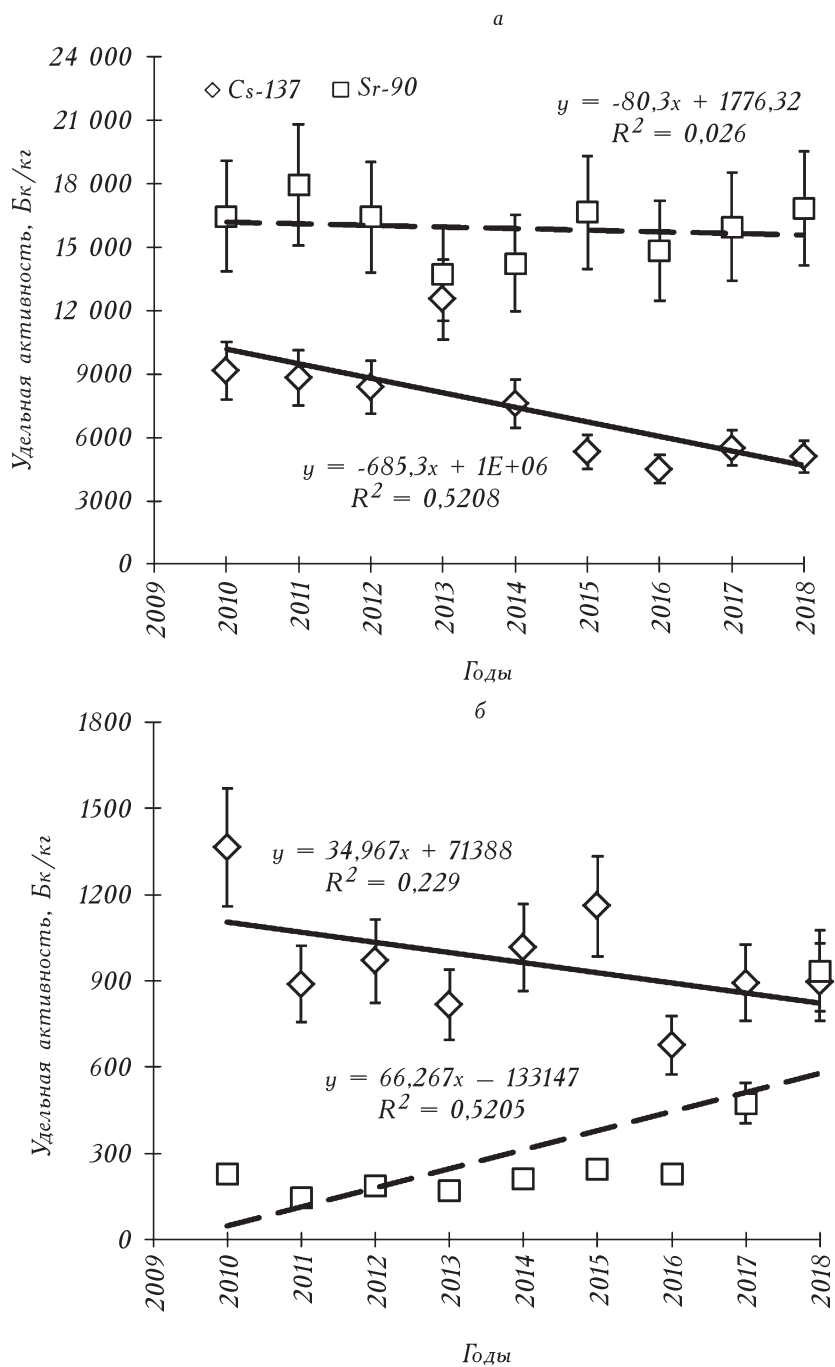 а
24 000
Cs-137 Sr-90
y = -80,3x + 1776,32
R² = 0,026
21 000
18 000
15 000
12 000
9000
6000
y = -685,3x + 1E+06
R² = 0,5208
3000
0
Удельная активность, Бк/кг
2009 2010 2011 2012 2013 2014 2015 2016 2017 2018
Годы
б
1800
1500
y = 34,967x + 71388
R² = 0,229
1200
900
600
y = 66,267x – 133147
R² = 0,5205
300
0
Удельная активность, Бк/кг
2009 2010 2011 2012 2013 2014 2015 2016 2017 2018
Годы